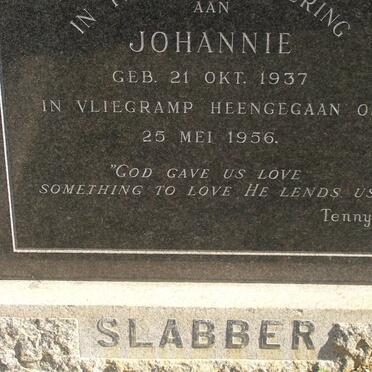 IN
AAN
JOHANNIE
GEB. 21 OKT. 1937
IN VLIEGRAMP HEENGEGAAN
25 MEI 1956.
"GOD GAVE US LOVE
SOMETHING TO LOVE HE LENDS US
Tenny
SLABBER